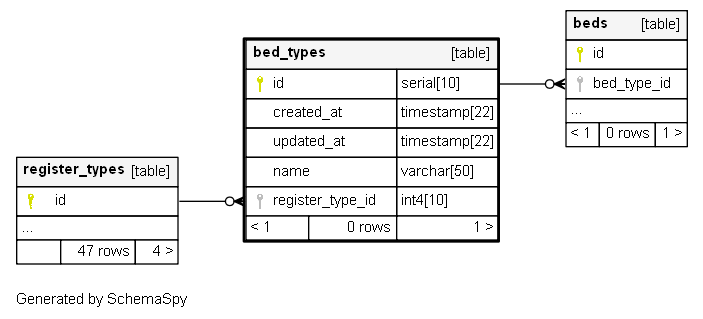 beds [table]
id
bed_type_id
...
< 1 0 rows 1 >
bed_types [table]
id serial[10]
created_at timestamp[22]
updated_at timestamp[22]
name varchar[50]
register_type_id int4[10]
< 1 0 rows 1 >
register_types [table]
id
...
47 rows 4 >
Generated by SchemaSpy